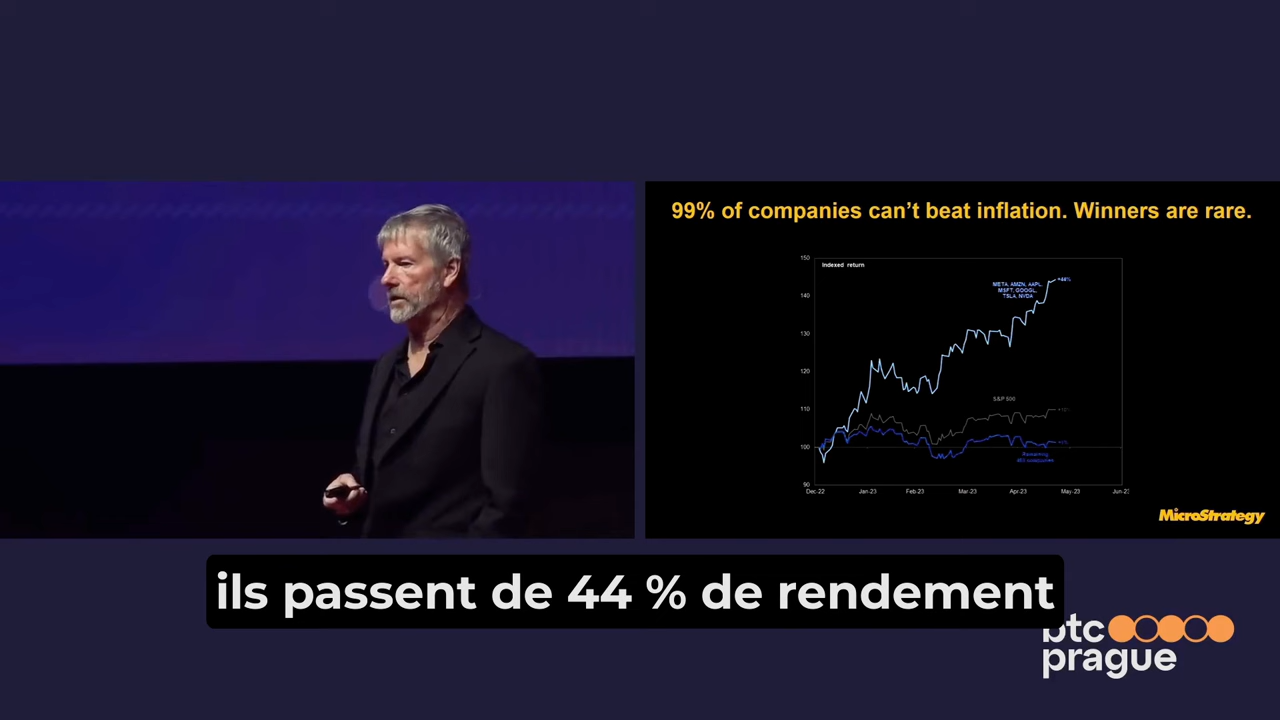 99% of companies can't beat inflation. Winners are rare.
150
Indexed return
140
130
120
110
100
90
META, AMZN, AAPL,
MSFT, GOOGL,
TSLA, NVDA
+44%
S&P 500
Remaining
Dec-22
Jan-23
Feb-23
Mar-23
Apr-23
May-23
MicroStrategy
ils passent de 44 % de rendement
btc
prague